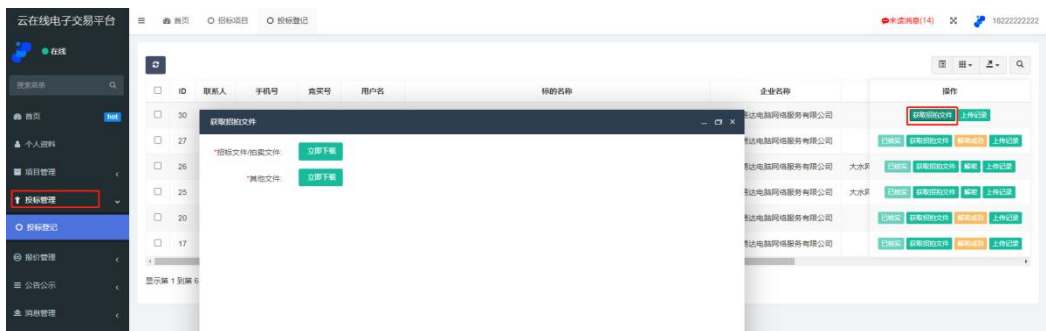 云在线电子交易平台
首页
招标项目
投标登记
未读消息(14)
18222222222
在线
搜索菜单
首页
hot
个人资料
项目管理
投标管理
投标登记
报价管理
公告公示
消息管理
ID 联系人 手机号 竞买号 用户名 标的名称 企业名称 操作
30 获取招拍文件 上传记录
27 达电脑网络服务有限公司 已核实 获取招拍文件 解密成功 上传记录
26 达电脑网络服务有限公司 大水 已核实 获取招拍文件 解密 上传记录
25 达电脑网络服务有限公司 大水 已核实 获取招拍文件 解密 上传记录
20 达电脑网络服务有限公司 已核实 获取招拍文件 解密成功 上传记录
17 达电脑网络服务有限公司 已核实 获取招拍文件 解密成功 上传记录
显示第 1 到第 6
获取招拍文件
*招标文件/拍卖文件: 立即下载
*其他文件: 立即下载